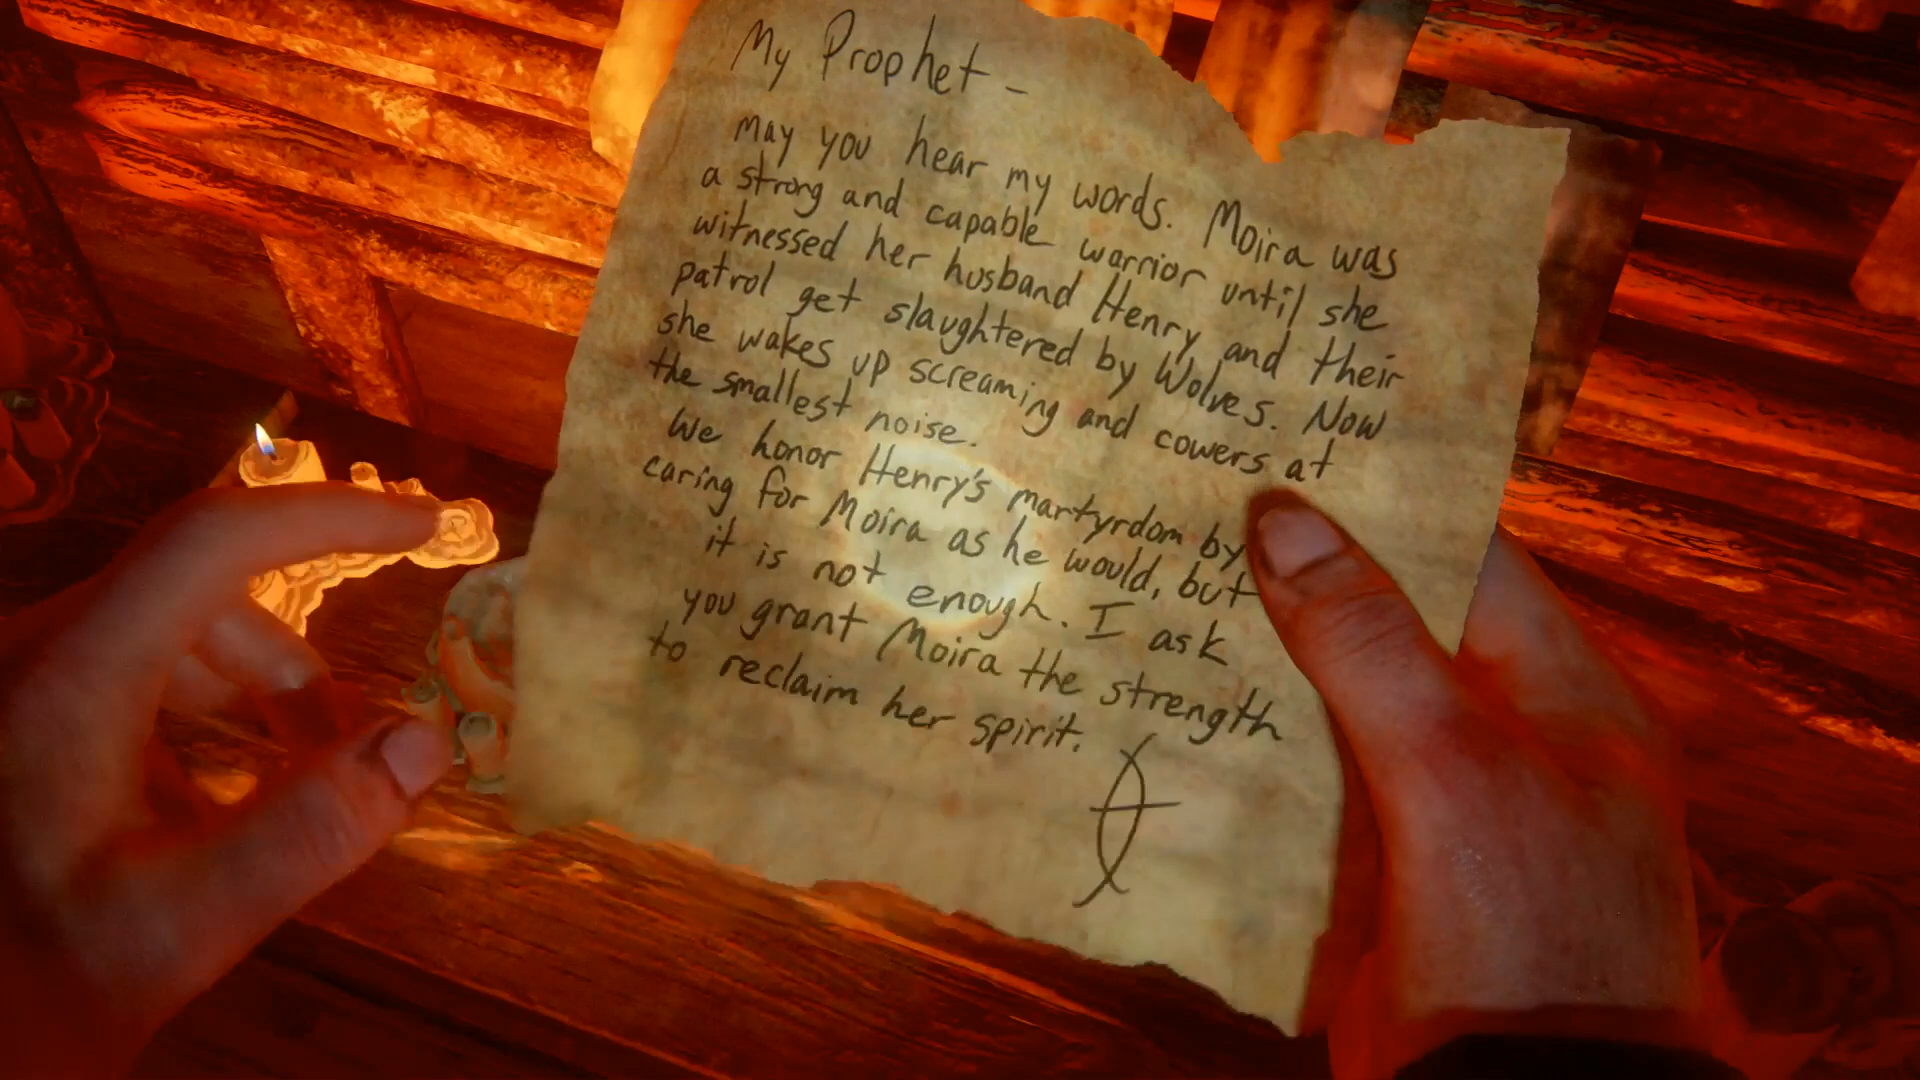 My Prophet -
May you hear my words. Moira was
a strong and capable warrior until she
witnessed her husband Henry and their
patrol get slaughtered by Wolves. Now
she wakes up screaming and cowers at
the smallest noise.
We honor Henry's martyrdom by
caring for Moira as he would, but
it is not enough. I ask
you grant Moira the strength
to reclaim her spirit.